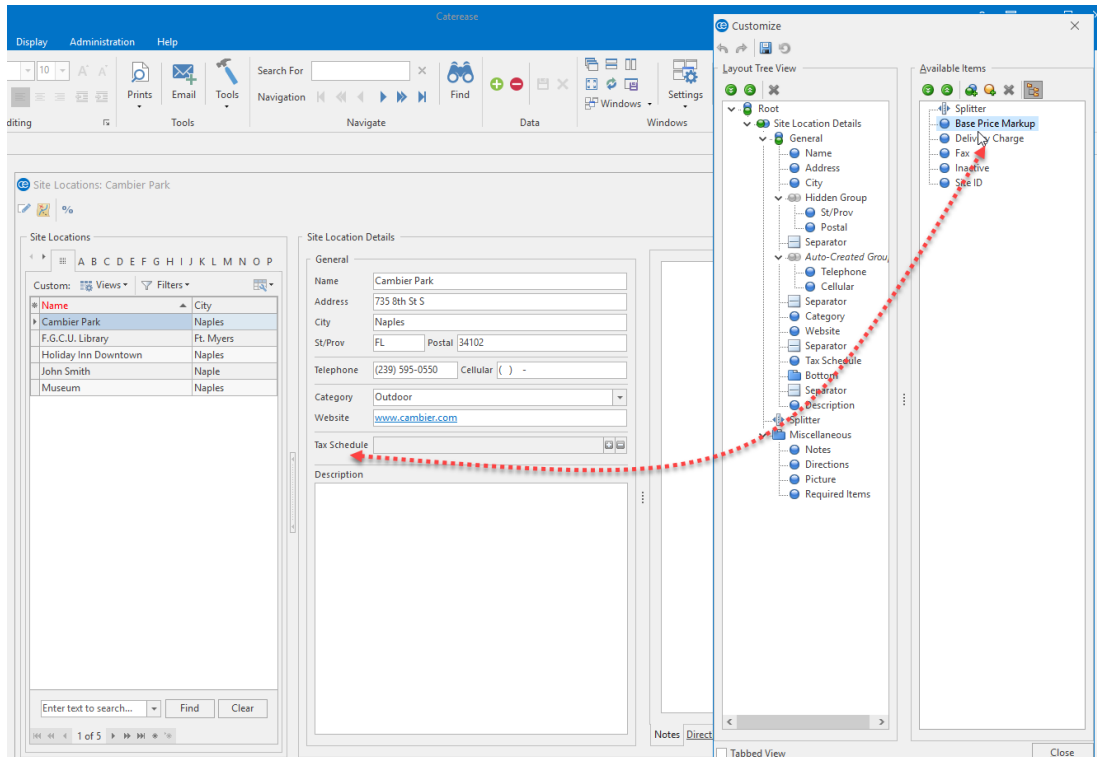 Caterease
Display Administration Help
10 A A
Prints
Email
Tools
Search For
Navigation
Find
Windows
Settings
diting
Tools
Navigate
Data
Windows
Site Locations: Cambier Park
%
Site Locations
A B C D E F G H I J K L M N O P
Custom: Views Filters
Name City
Cambier Park Naples
F.G.C.U. Library Ft. Myers
Holiday Inn Downtown Naples
John Smith Naple
Museum Naples
Enter text to search... Find Clear
1 of 5
Site Location Details
General
Name Cambier Park
Address 735 8th St S
City Naples
St/Prov FL Postal 34102
Telephone (239) 595-0550 Cellular ( ) -
Category Outdoor
Website www.cambier.com
Tax Schedule
Description
Notes Direct
Customize
Layout Tree View
Root
Site Location Details
General
Name
Address
City
Hidden Group
St/Prov
Postal
Separator
Auto-Created Grou
Telephone
Cellular
Separator
Category
Website
Separator
Tax Schedule
Bottom
Separator
Description
Splitter
Miscellaneous
Notes
Directions
Picture
Required Items
Tabbed View
Available Items
Splitter
Base Price Markup
Delivery Charge
Fax
Inactive
Site ID
Close